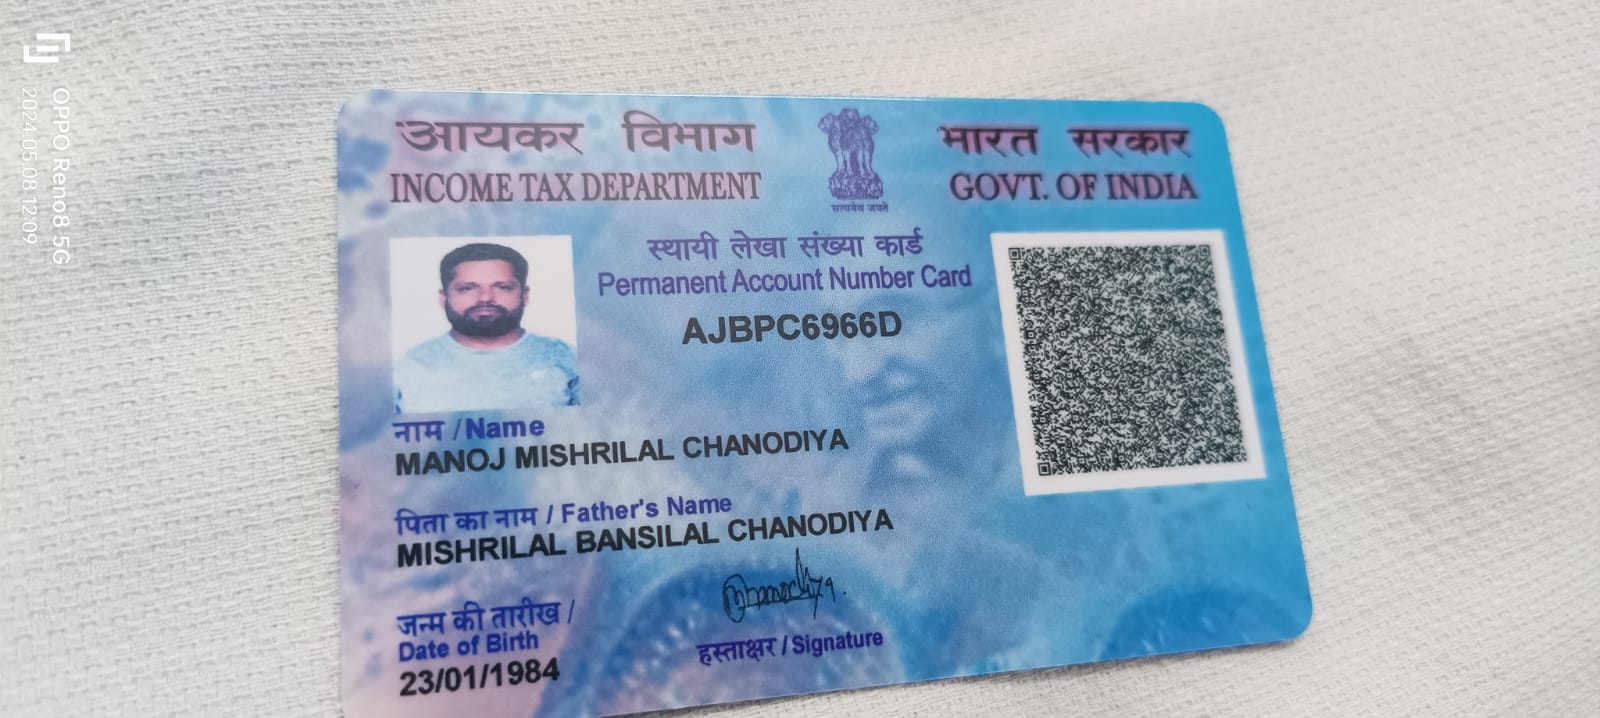 OPPO Reno8 5G
2024.05.08 12:09
आयकर विभाग
INCOME TAX DEPARTMENT
सत्यमेव जयते
भारत सरकार
GOVT. OF INDIA
स्थायी लेखा संख्या कार्ड
Permanent Account Number Card
AJBPC6966D
नाम / Name
MANOJ MISHRILAL CHANODIYA
पिता का नाम / Father's Name
MISHRILAL BANSILAL CHANODIYA
जन्म की तारीख /
Date of Birth
23/01/1984
हस्ताक्षर / Signature